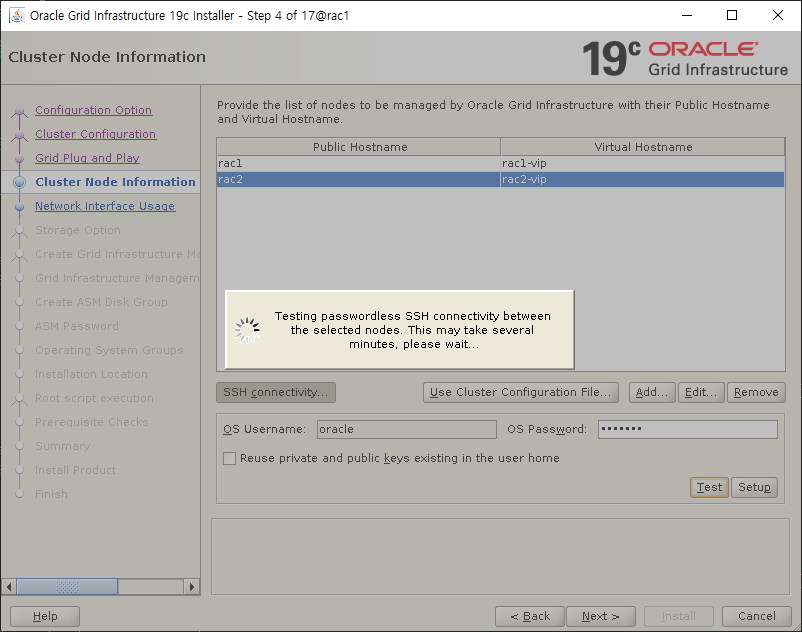 Oracle Grid Infrastructure 19c Installer - Step 4 of 17@rac1
Cluster Node Information
19c ORACLE
Grid Infrastructure
Configuration Option
Cluster Configuration
Grid Plug and Play
Cluster Node Information
Network Interface Usage
Storage Option
Create Grid Infrastructure Ma
Grid Infrastructure Managem
Create ASM Disk Group
ASM Password
Operating System Groups
Installation Location
Root script execution
Prerequisite Checks
Summary
Install Product
Finish
Provide the list of nodes to be managed by Oracle Grid Infrastructure with their Public Hostname
and Virtual Hostname.
Public Hostname Virtual Hostname
rac1 rac1-vip
rac2 rac2-vip
Testing passwordless SSH connectivity between
the selected nodes. This may take several
minutes, please wait...
SSH connectivity... Use Cluster Configuration File... Add... Edit... Remove
OS Username: oracle OS Password: •••••••
Reuse private and public keys existing in the user home
Test Setup
Help < Back Next > Install Cancel